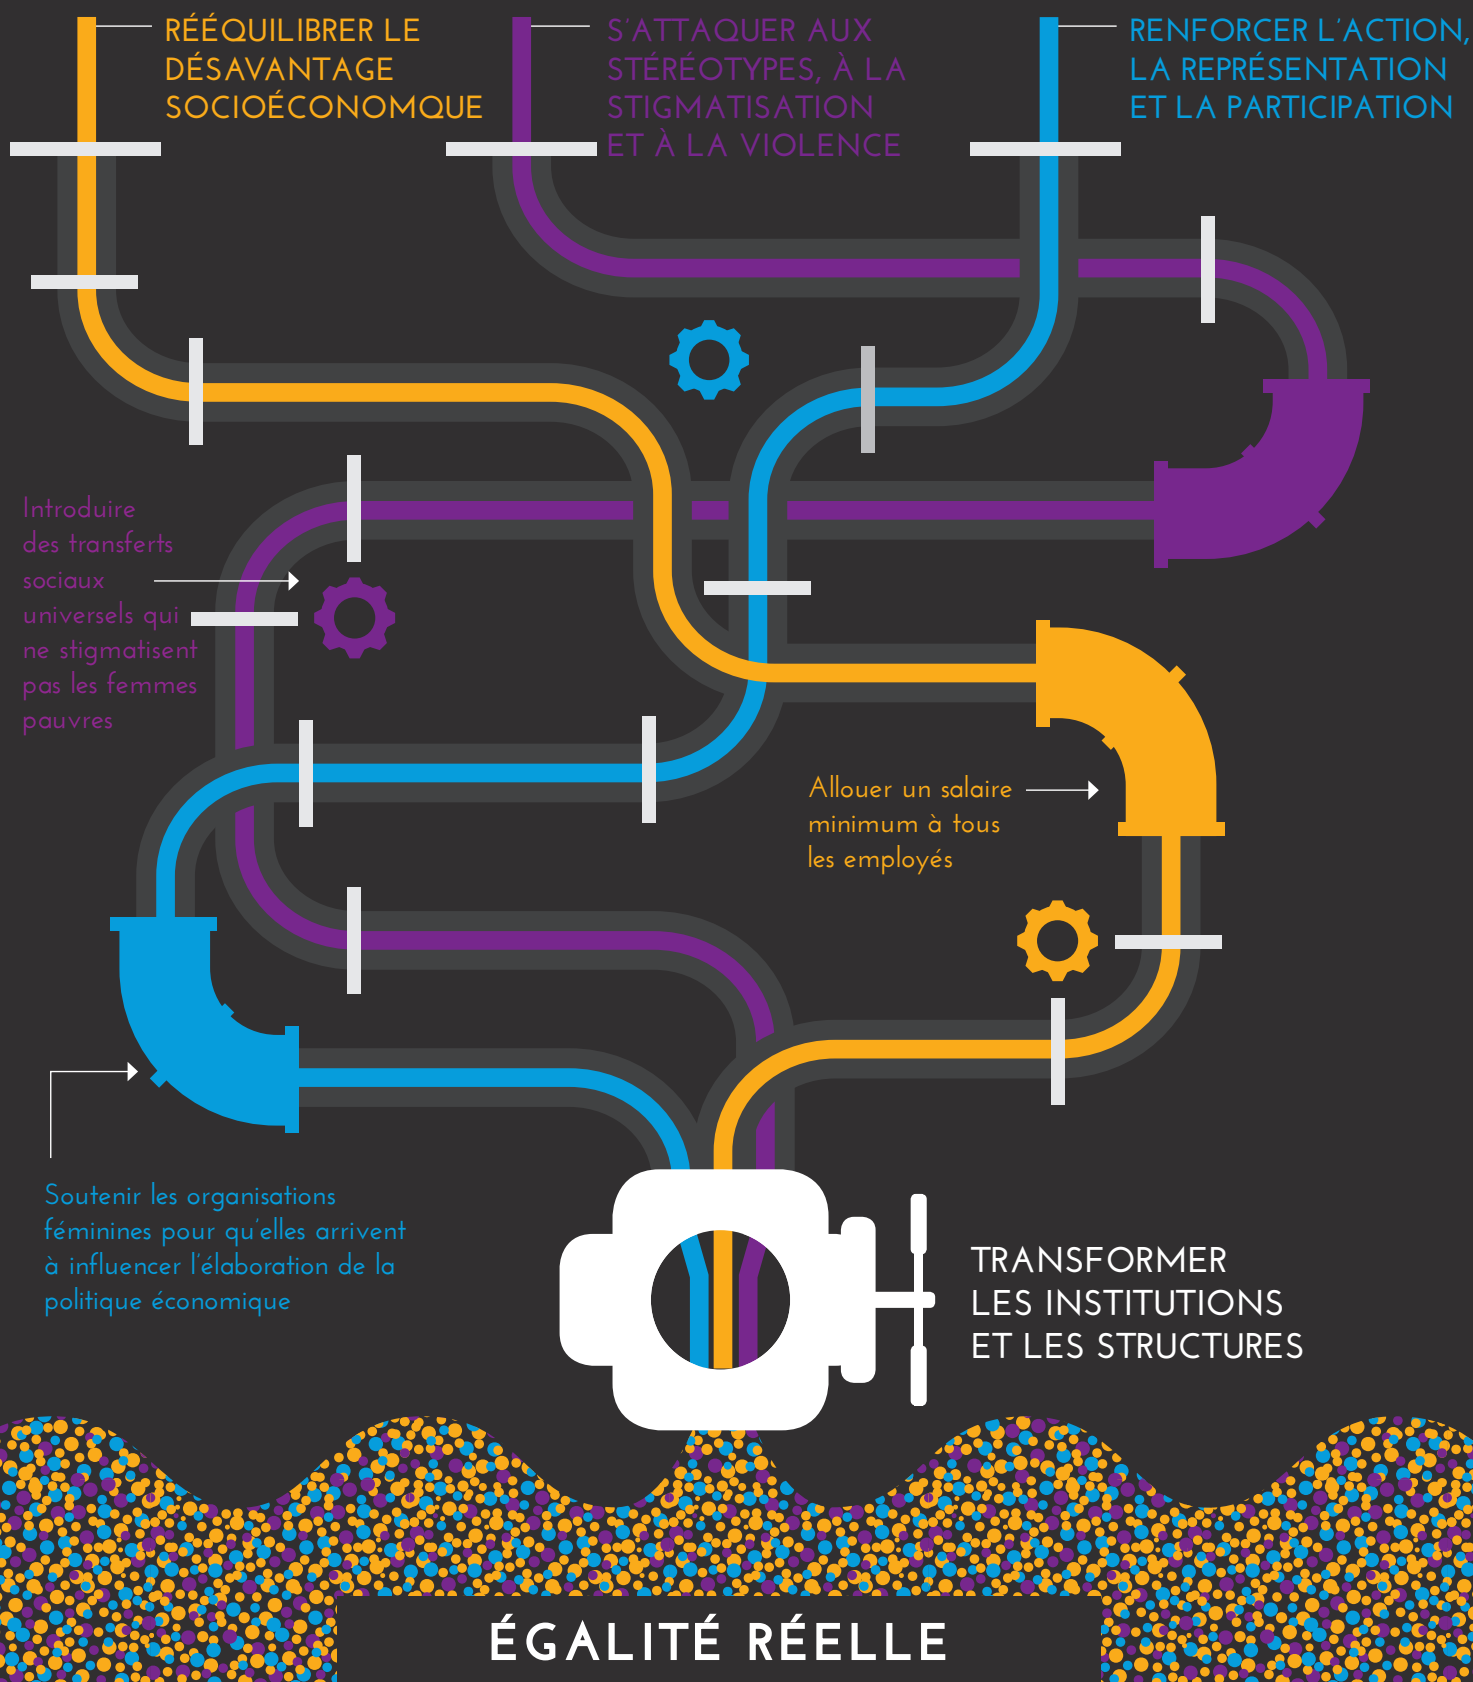 RÉÉQUILIBRER LE
DÉSAVANTAGE
SOCIOÉCONOMQUE
S'ATTAQUER AUX
STÉRÉOTYPES, À LA
STIGMATISATION
ET À LA VIOLENCE
RENFORCER L'ACTION,
LA REPRÉSENTATION
ET LA PARTICIPATION
Introduire
des transferts
sociaux
universels qui
ne stigmatisent
pas les femmes
pauvres
Allouer un salaire
minimum à tous
les employés
Soutenir les organisations
féminines pour qu'elles arrivent
à influencer l'élaboration de la
politique économique
TRANSFORMER
LES INSTITUTIONS
ET LES STRUCTURES
ÉGALITÉ RÉELLE